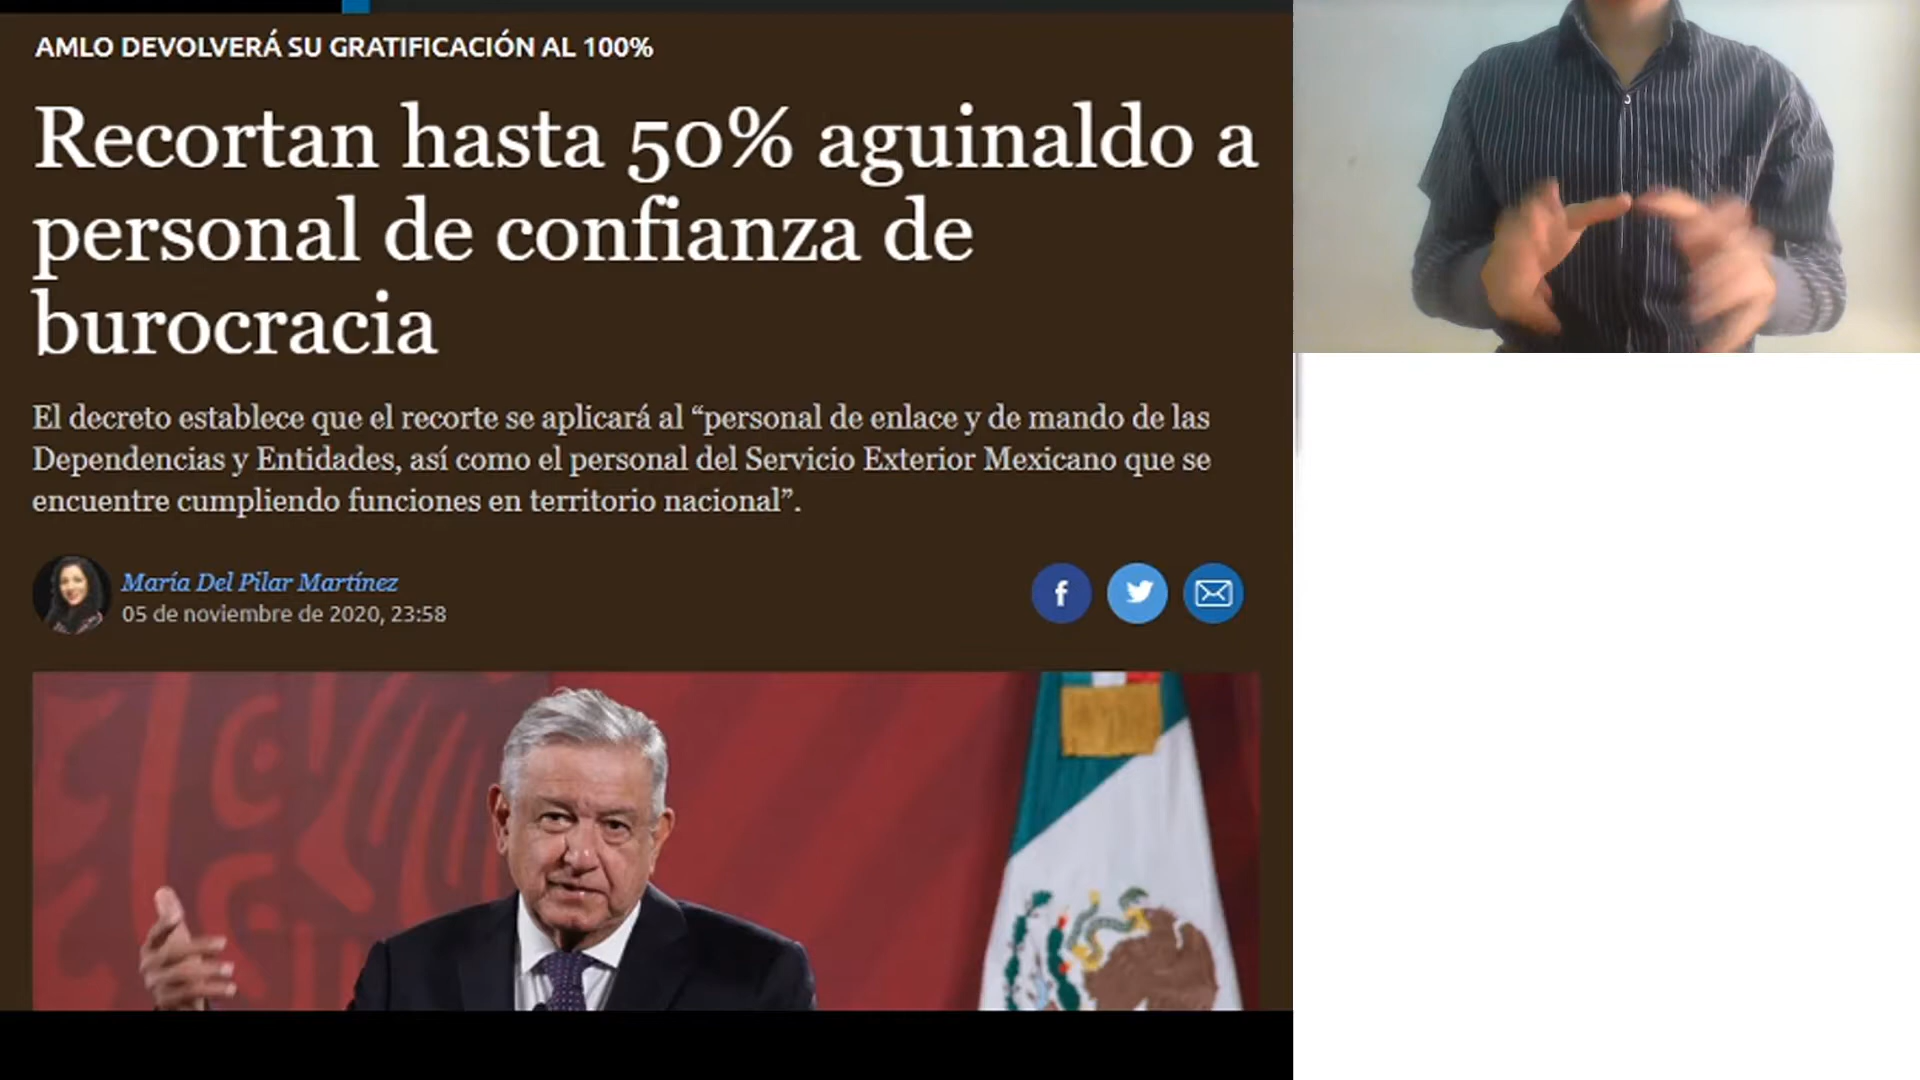 AMLO DEVOLVERÁ SU GRATIFICACIÓN AL 100%
Recortan hasta 50% aguinaldo a
personal de confianza de
burocracia
El decreto establece que el recorte se aplicará al “personal de enlace y de mando de las
Dependencias y Entidades, así como el personal del Servicio Exterior Mexicano que se
encuentre cumpliendo funciones en territorio nacional”.
María Del Pilar Martínez
05 de noviembre de 2020, 23:58